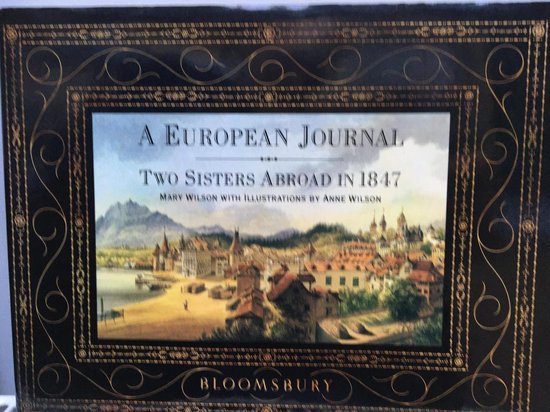 A European Journal
Two Sisters Abroad in 1847
Mary Wilson with Illustrations by Anne Wilson
Bloomsbury